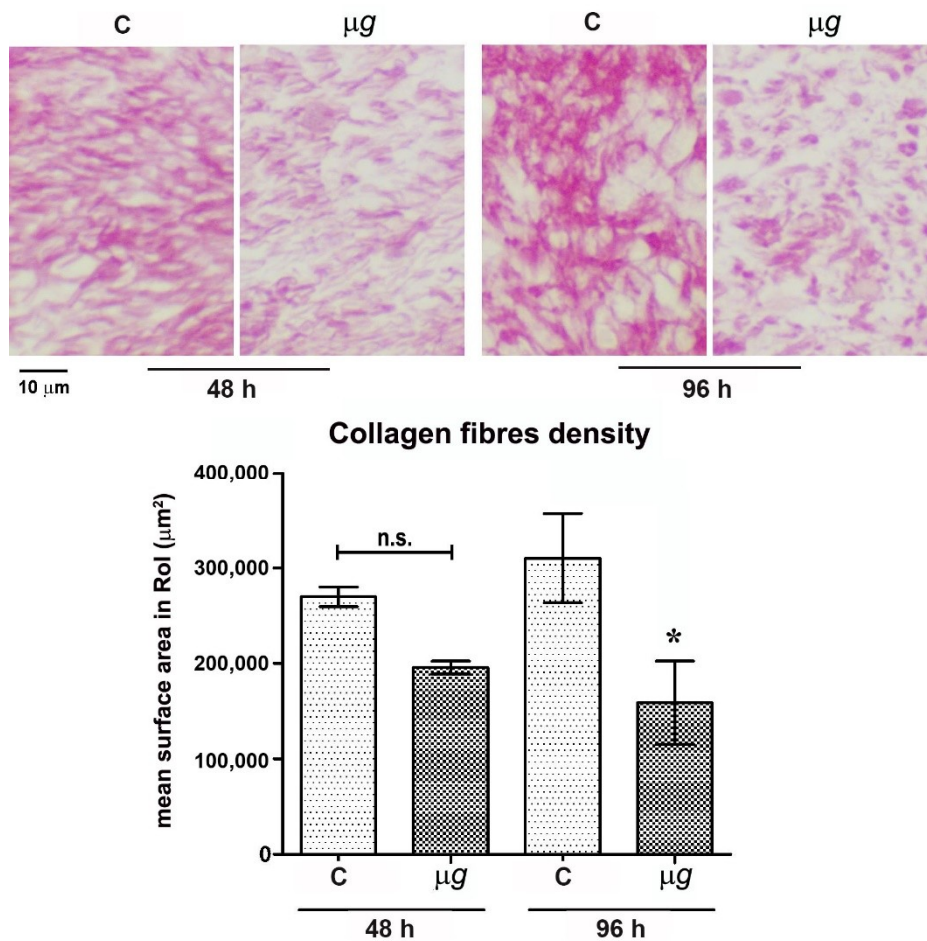 C μg C μg
10 μm
48 h 96 h
Collagen fibres density
mean surface area in RoI (μm²)
400,000
300,000
200,000
100,000
0
n.s.
*
C μg C μg
48 h 96 h